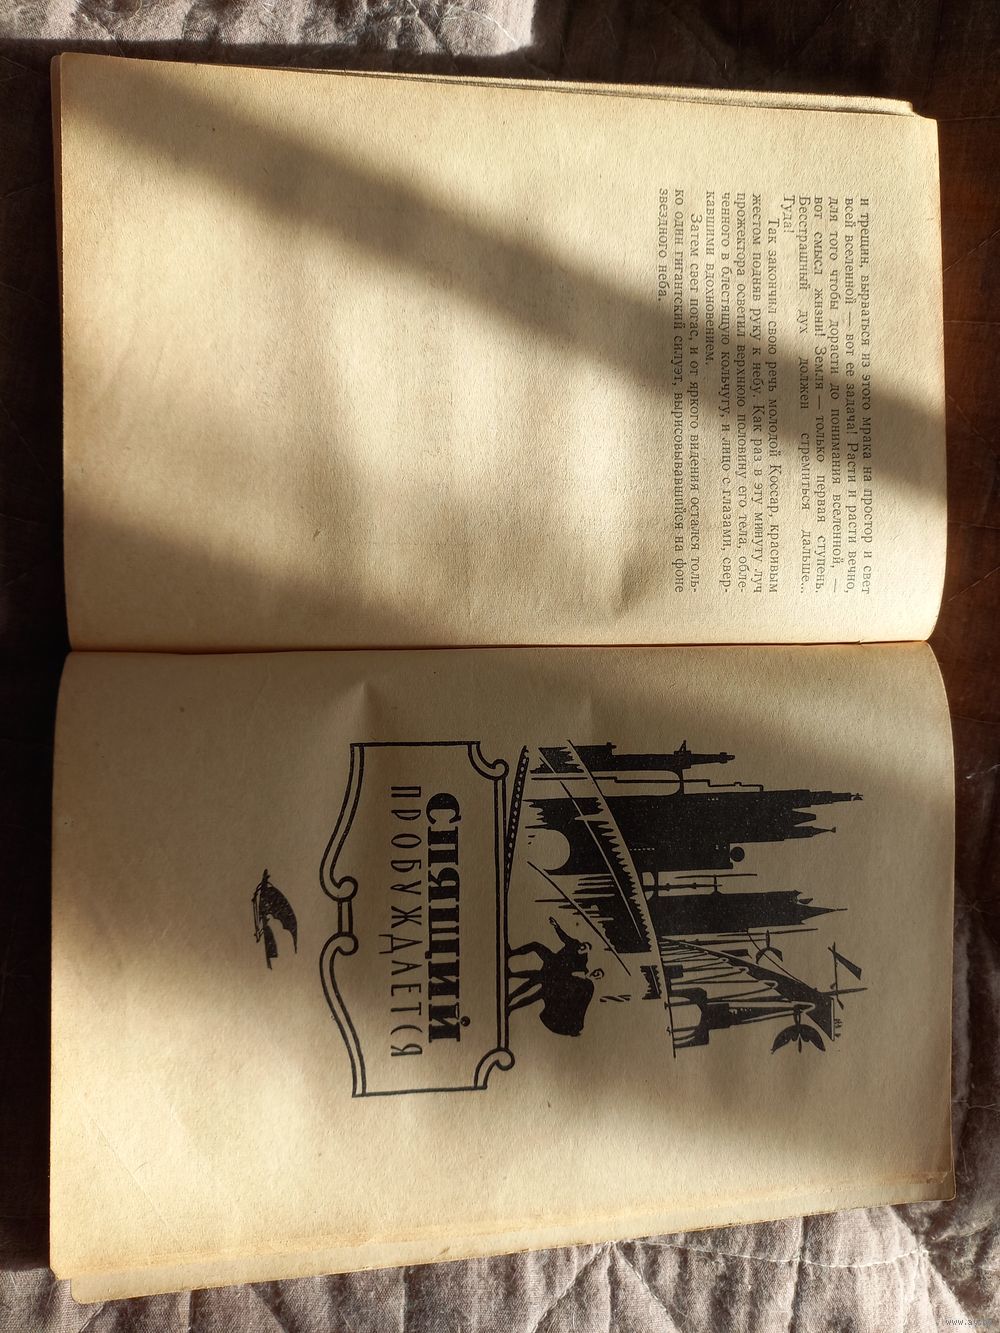 и трещин, вырваться из этого мрака на простор и свет
всей вселенной — вот ее задача! Расти и расти вечно,
для того чтобы дорасти до понимания вселенной, —
вот смысл жизни! Земля — только первая ступень.
Бесстрашный дух должен стремиться дальше...
Туда!
Так закончил свою речь молодой Коссар, красивым
жестом подняв руку к небу. Как раз в эту минуту луч
прожектора осветил верхнюю половину его тела, обле-
ченного в блестящую кольчугу, и лицо с глазами, свер-
кавшими вдохновением.
Затем свет погас, и от яркого видения остался толь-
ко один гигантский силуэт, вырисовывавшийся на фоне
звездного неба.
СПЯЩИЙ
ПРОБУЖДАЕТСЯ